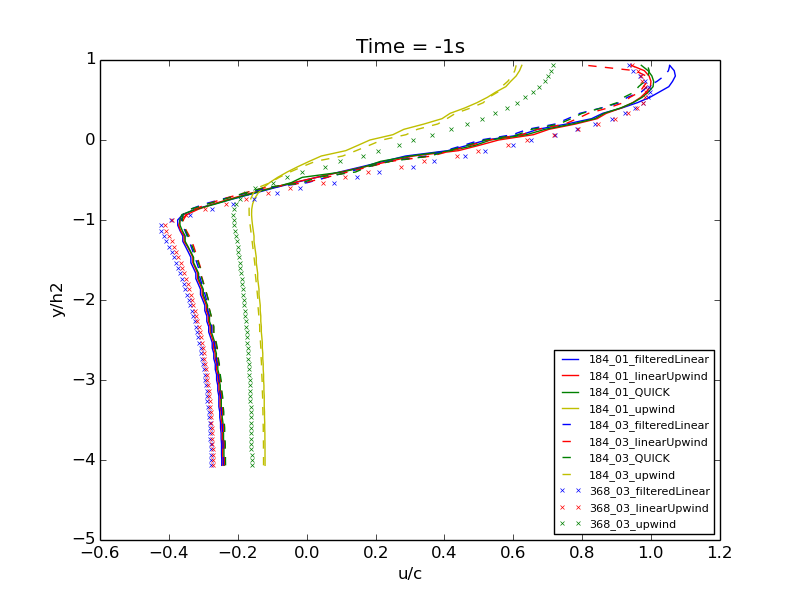 Time = -1s
1
0
−1
−2
−3
−4
−5
y/h2
−0.6 −0.4 −0.2 0.0 0.2 0.4 0.6 0.8 1.0 1.2
u/c
184_01_filteredLinear
184_01_linearUpwind
184_01_QUICK
184_01_upwind
184_03_filteredLinear
184_03_linearUpwind
184_03_QUICK
184_03_upwind
368_03_filteredLinear
368_03_linearUpwind
368_03_upwind